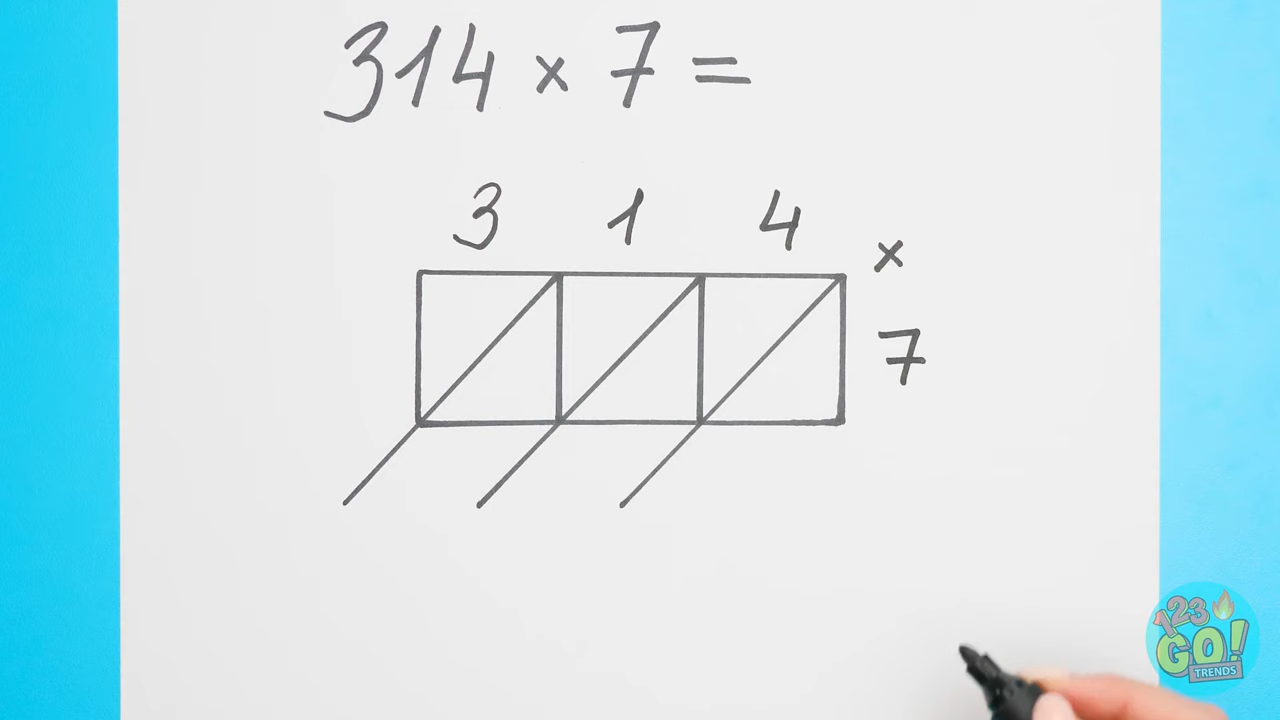 314 × 7 =
3 1 4 ×
7
123
GO!
TRENDS